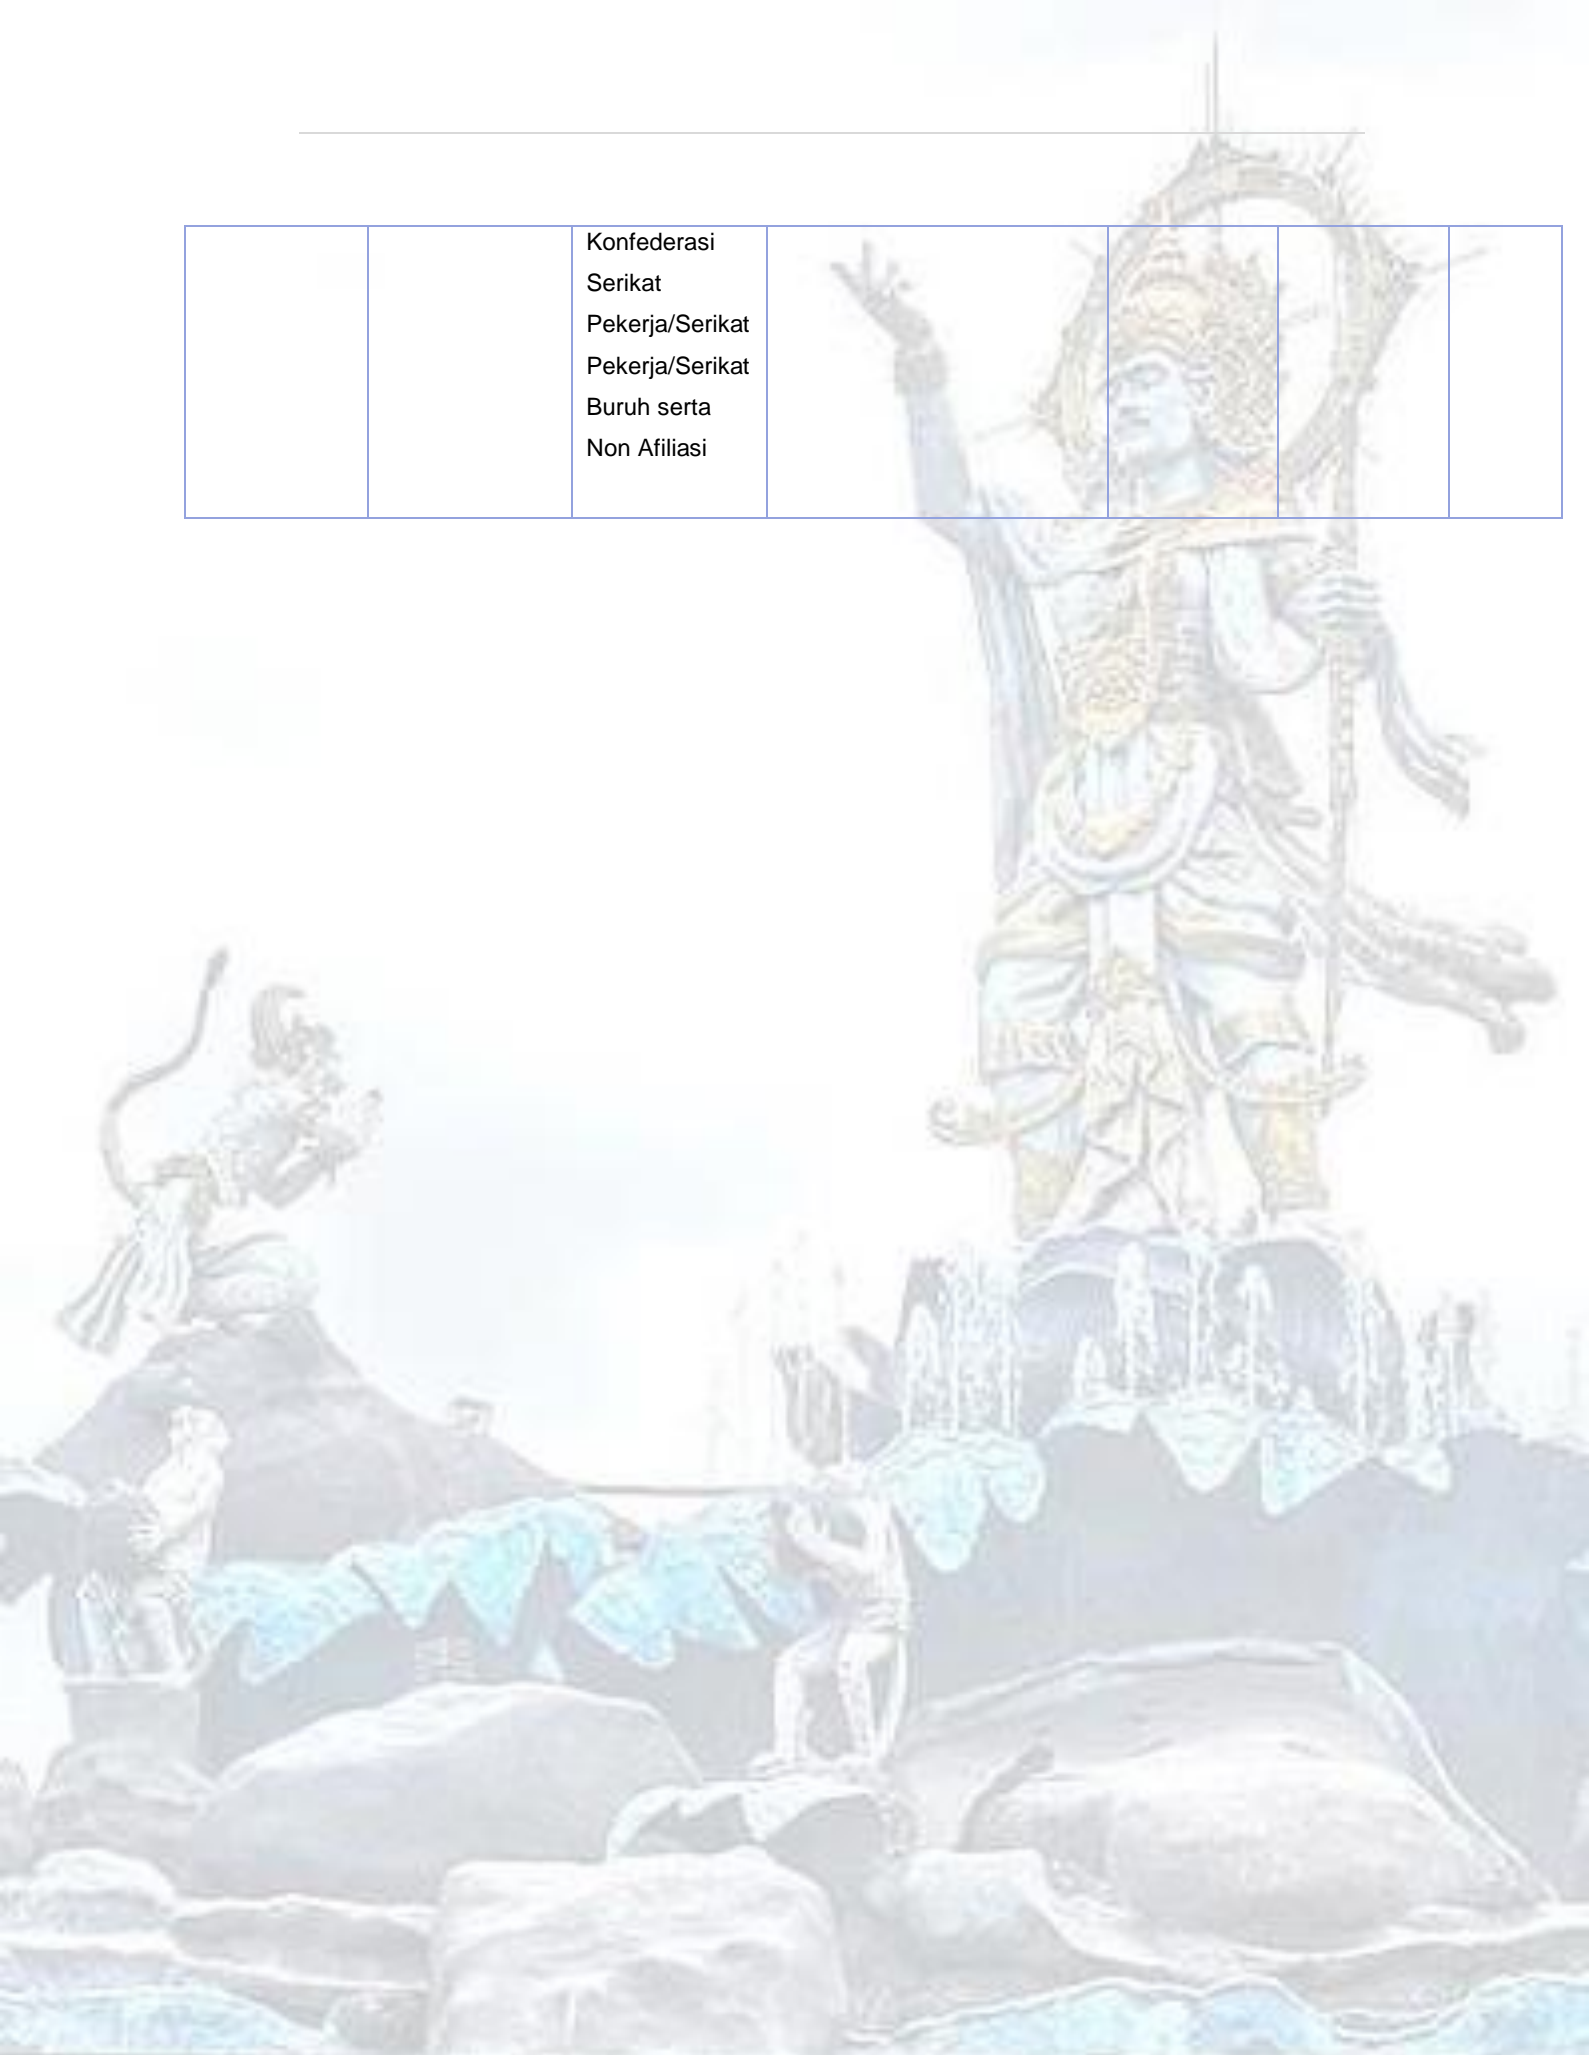 Konfederasi
Serikat
Pekerja/Serikat
Pekerja/Serikat
Buruh serta
Non Afiliasi